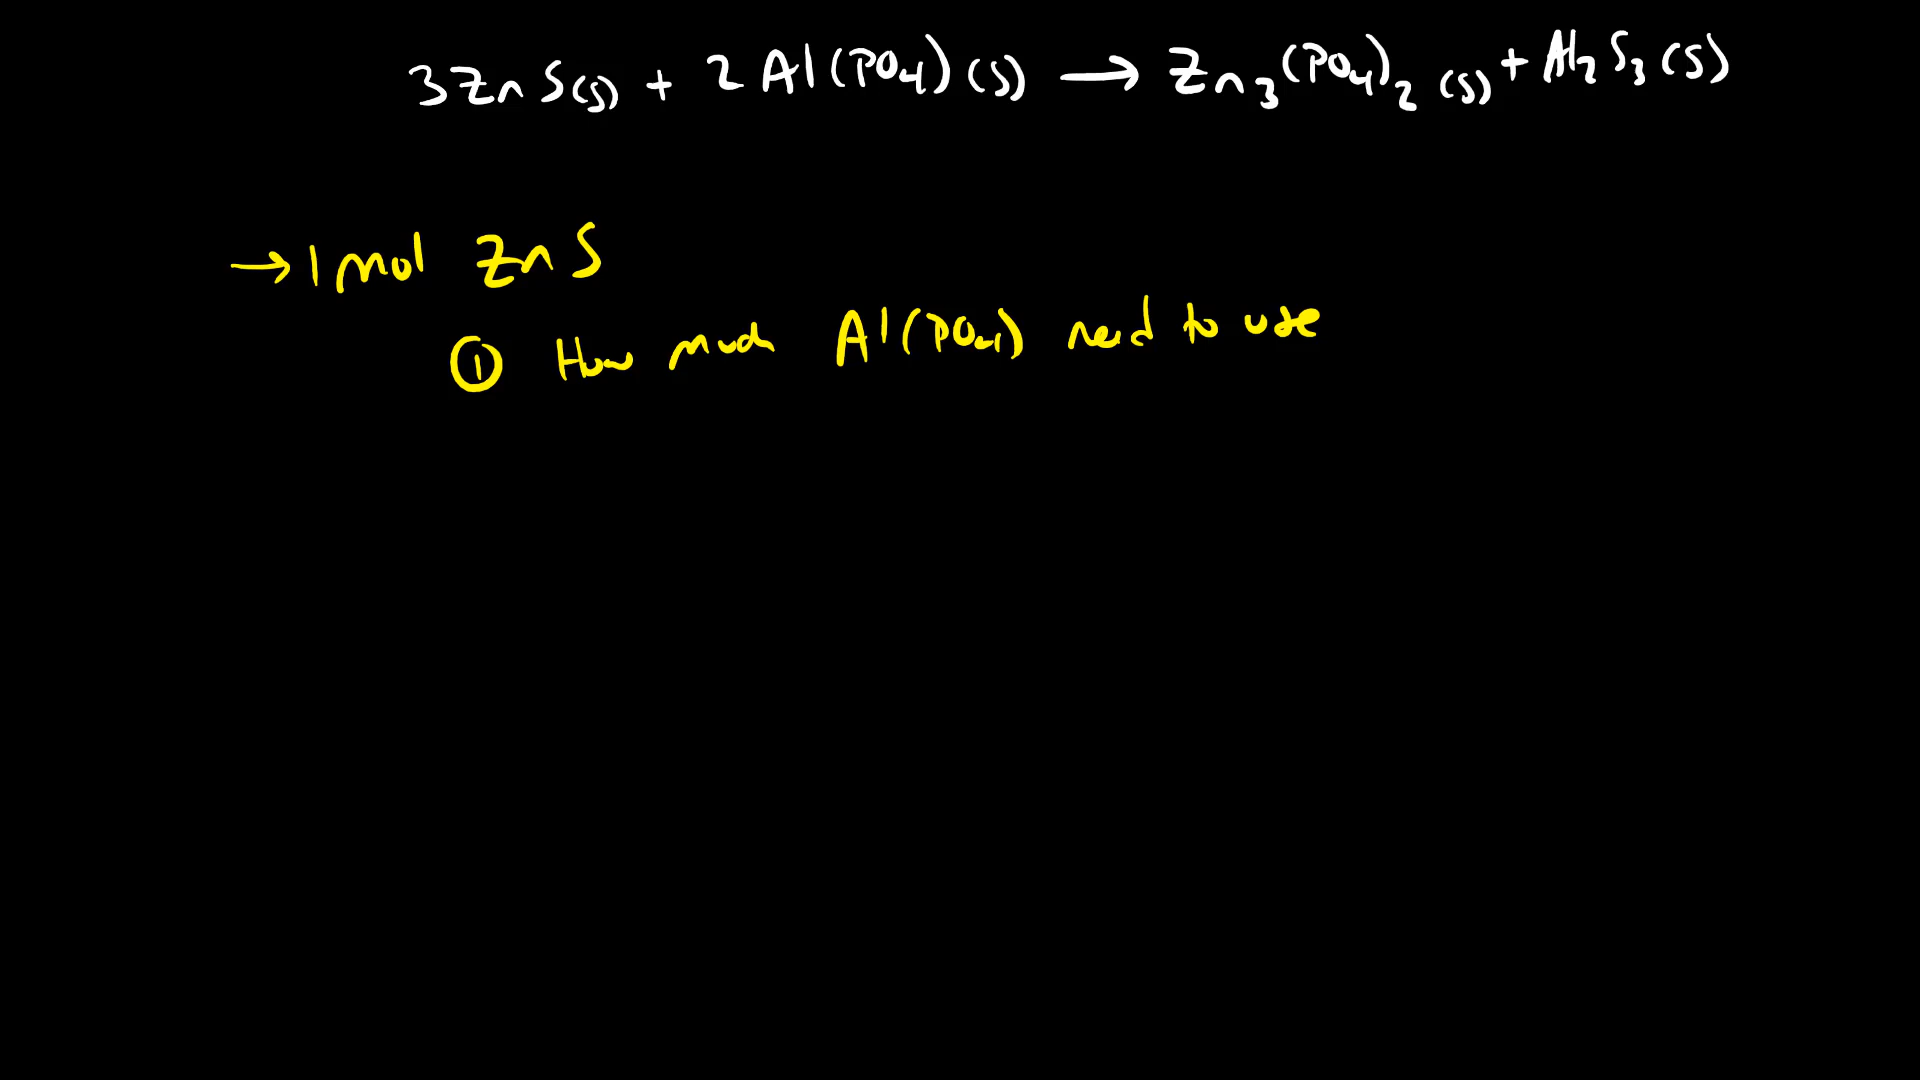 3ZnS(s) + 2Al(PO4)(s) → Zn3(PO4)2(s) + Al2S3(s)
→ 1 mol ZnS
① How much Al(PO4) need to use